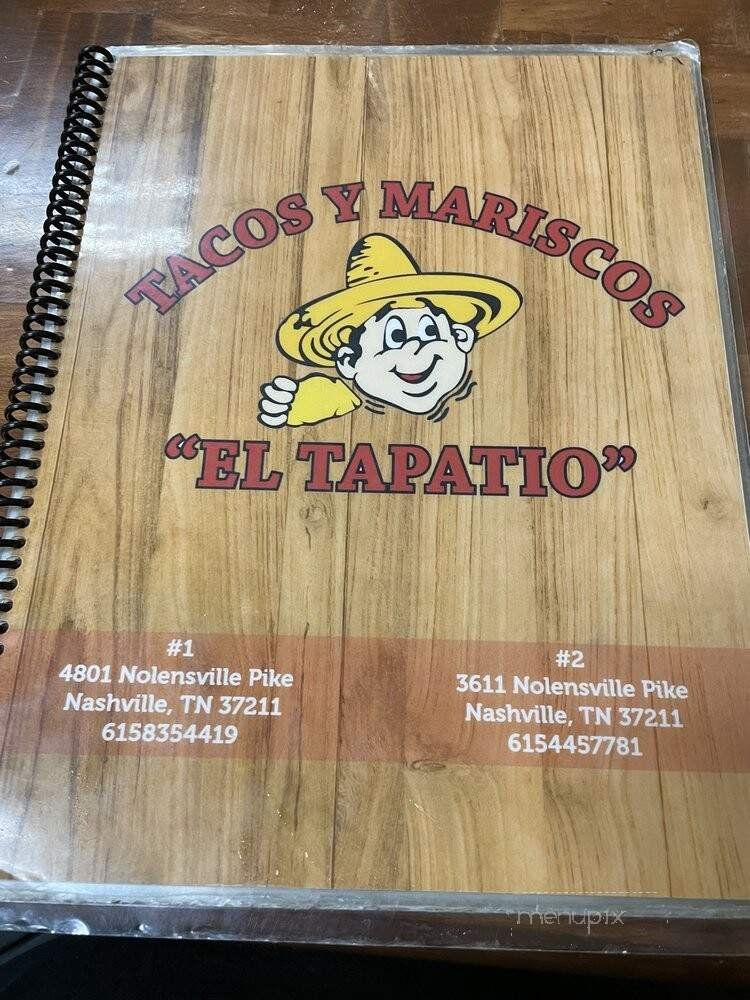 TACOS Y MARISCOS
“EL TAPATIO”
#1
4801 Nolensville Pike
Nashville, TN 37211
6158354419
#2
3611 Nolensville Pike
Nashville, TN 37211
6154457781
menupix